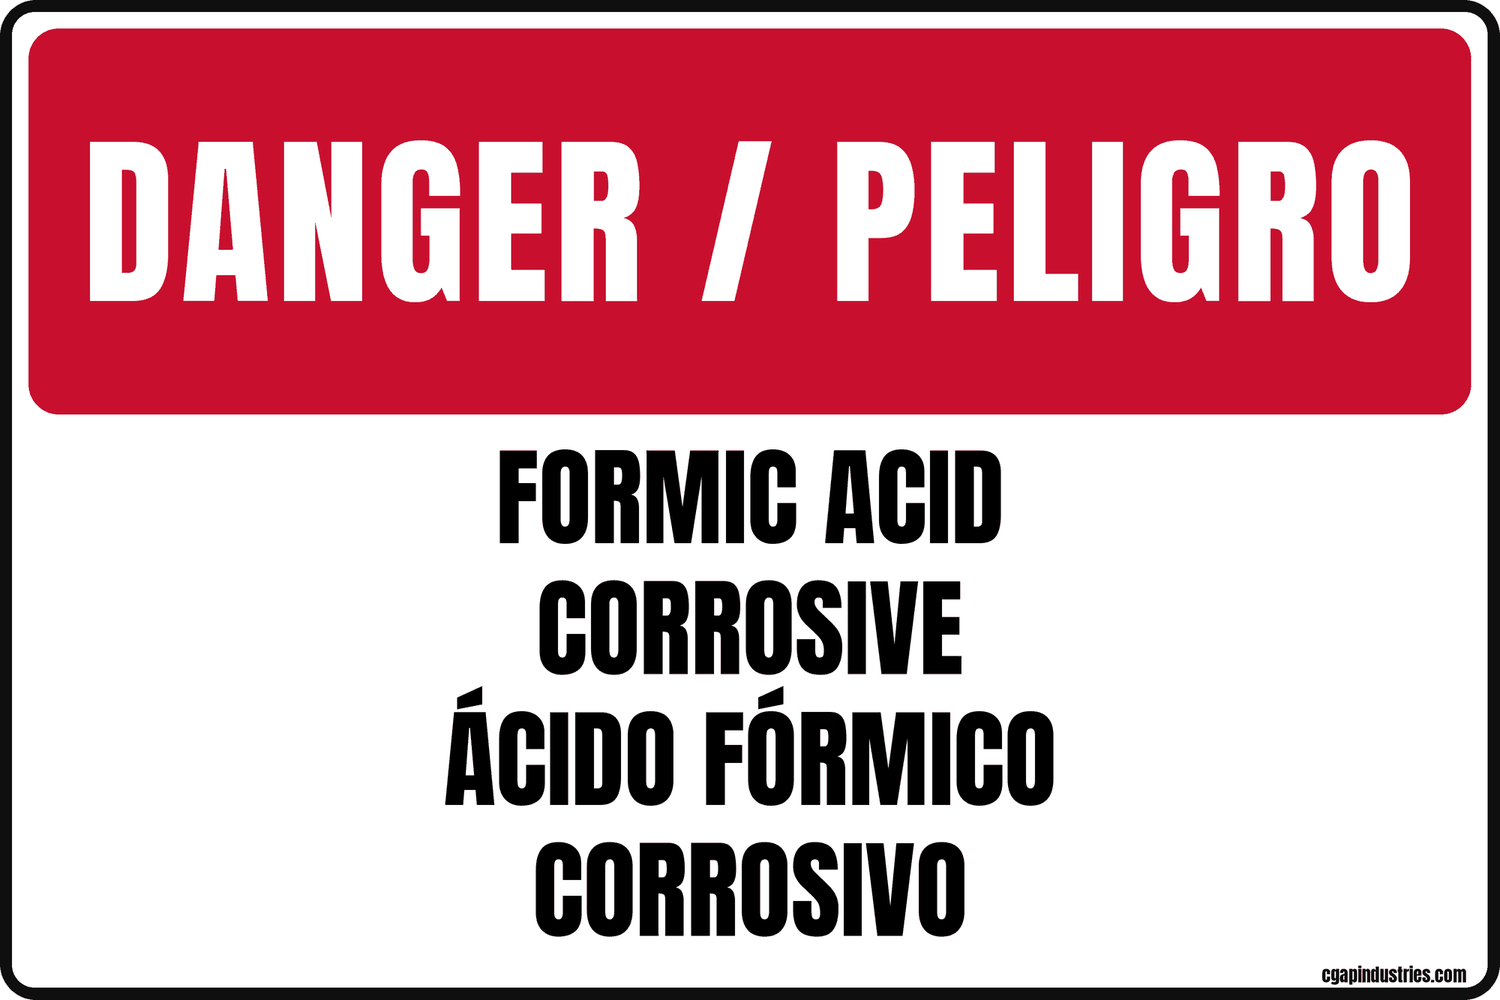 DANGER / PELIGRO
FORMIC ACID
CORROSIVE
ÁCIDO FÓRMICO
CORROSIVO
cgapindustries.com